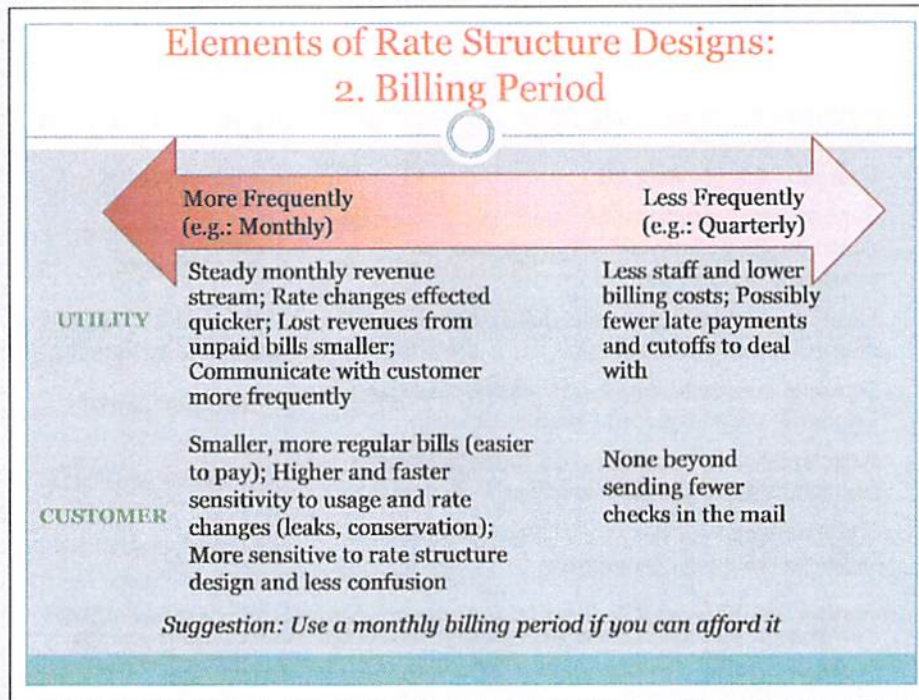 Elements of Rate Structure Designs:
2. Billing Period
More Frequently
(e.g.: Monthly)
Less Frequently
(e.g.: Quarterly)
UTILITY
Steady monthly revenue
stream; Rate changes effected
quicker; Lost revenues from
unpaid bills smaller;
Communicate with customer
more frequently
Less staff and lower
billing costs; Possibly
fewer late payments
and cutoffs to deal
with
CUSTOMER
Smaller, more regular bills (easier
to pay); Higher and faster
sensitivity to usage and rate
changes (leaks, conservation);
More sensitive to rate structure
design and less confusion
None beyond
sending fewer
checks in the mail
Suggestion: Use a monthly billing period if you can afford it